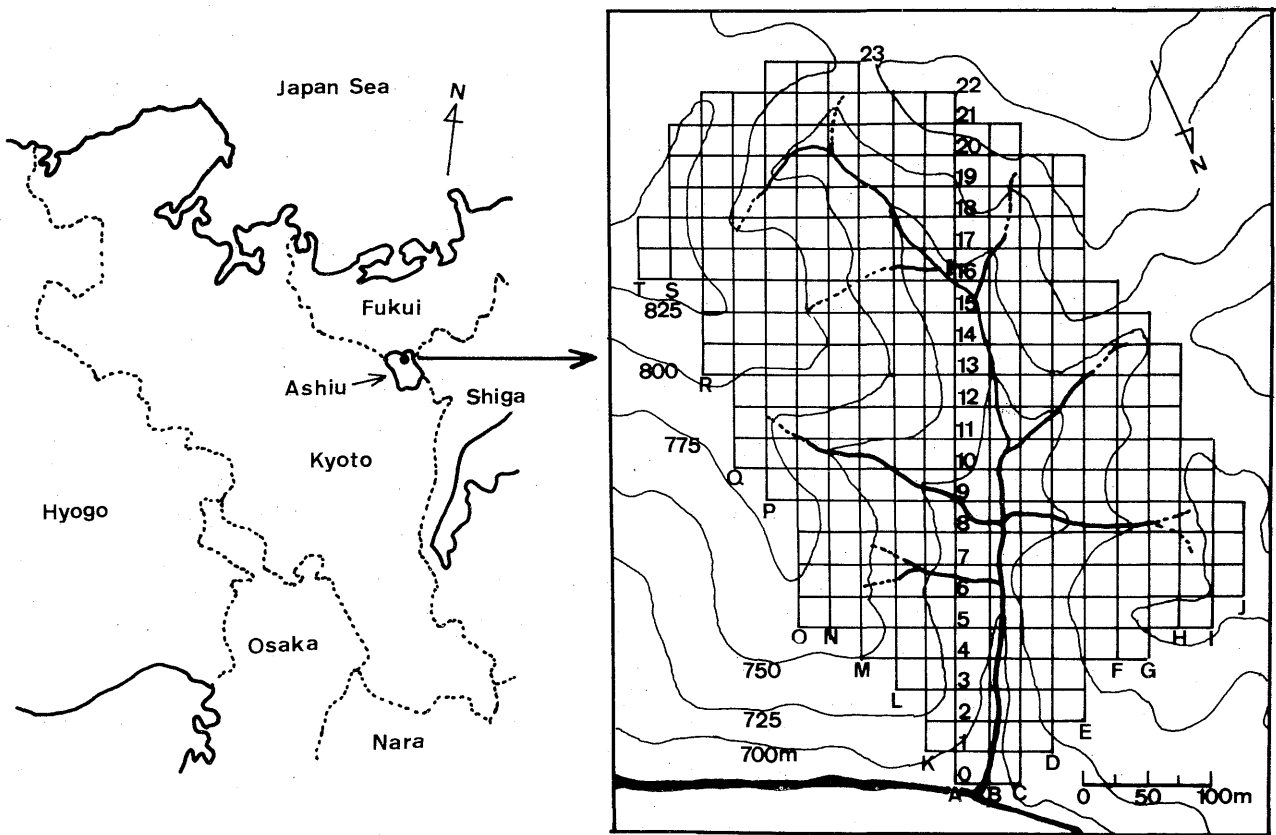 Japan Sea
N
Fukui
Ashiu
Shiga
Kyoto
Hyogo
Osaka
Nara
23
22
21
20
19
18
17
16
T S
15
825
14
800
13
R
12
11
775
10
Q
9
P
8
7
6
J
5
O N
H I
4
750
M
F G
3
L
2
725
E
1
700m
K
D
0
A B C
0 50 100m
N